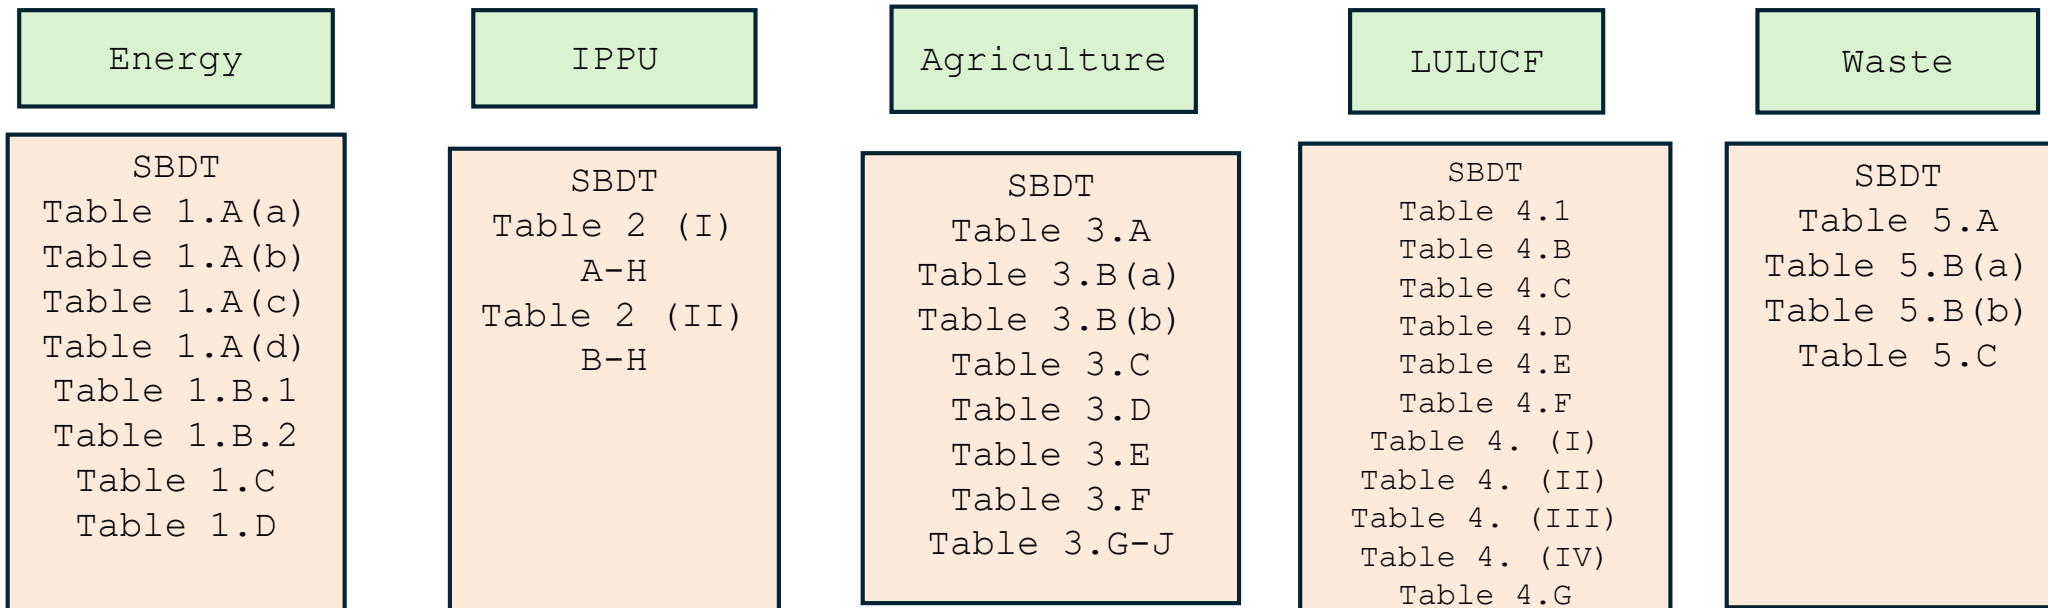 Energy
IPPU
Agriculture
LULUCF
Waste
SBDT
Table 1.A(a)
Table 1.A(b)
Table 1.A(c)
Table 1.A(d)
Table 1.B.1
Table 1.B.2
Table 1.C
Table 1.D
SBDT
Table 2 (I)
A-H
Table 2 (II)
B-H
SBDT
Table 3.A
Table 3.B(a)
Table 3.B(b)
Table 3.C
Table 3.D
Table 3.E
Table 3.F
Table 3.G-J
SBDT
Table 4.1
Table 4.B
Table 4.C
Table 4.D
Table 4.E
Table 4.F
Table 4. (I)
Table 4. (II)
Table 4. (III)
Table 4. (IV)
Table 4.G
SBDT
Table 5.A
Table 5.B(a)
Table 5.B(b)
Table 5.C